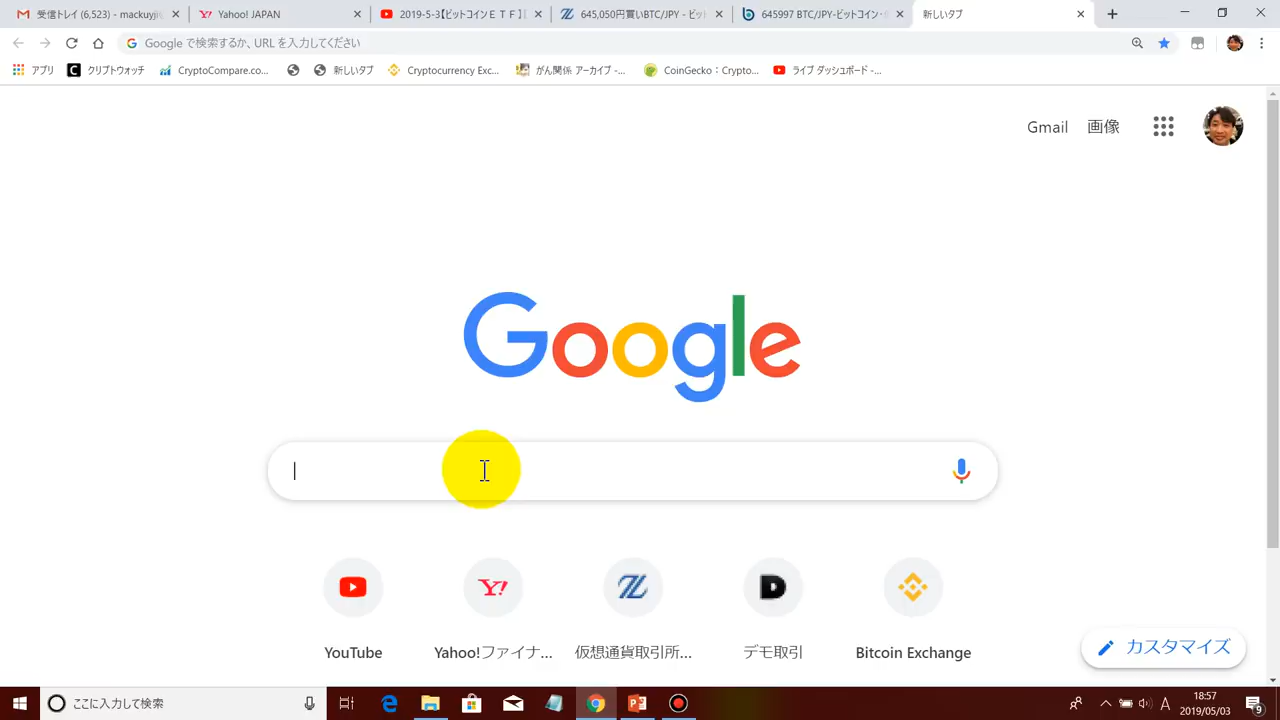 受信トレイ (6,523) - mackuyji
Yahoo! JAPAN
2019-5-3【ビットコインＥＴＦ】【
645,050円買いBTC/JPY - ビット
645997 BTC/JPY-ビットコイン・
新しいタブ
Google で検索するか、URL を入力してください
アプリ
クリプトウォッチ
CryptoCompare.co...
新しいタブ
Cryptocurrency Exc...
がん関係 アーカイブ -...
CoinGecko：Crypto...
ライブ ダッシュボード -...
Gmail
画像
Google
YouTube
Yahoo!ファイナ...
仮想通貨取引所...
デモ取引
Bitcoin Exchange
カスタマイズ
ここに入力して検索
A
18:57
2019/05/03
9